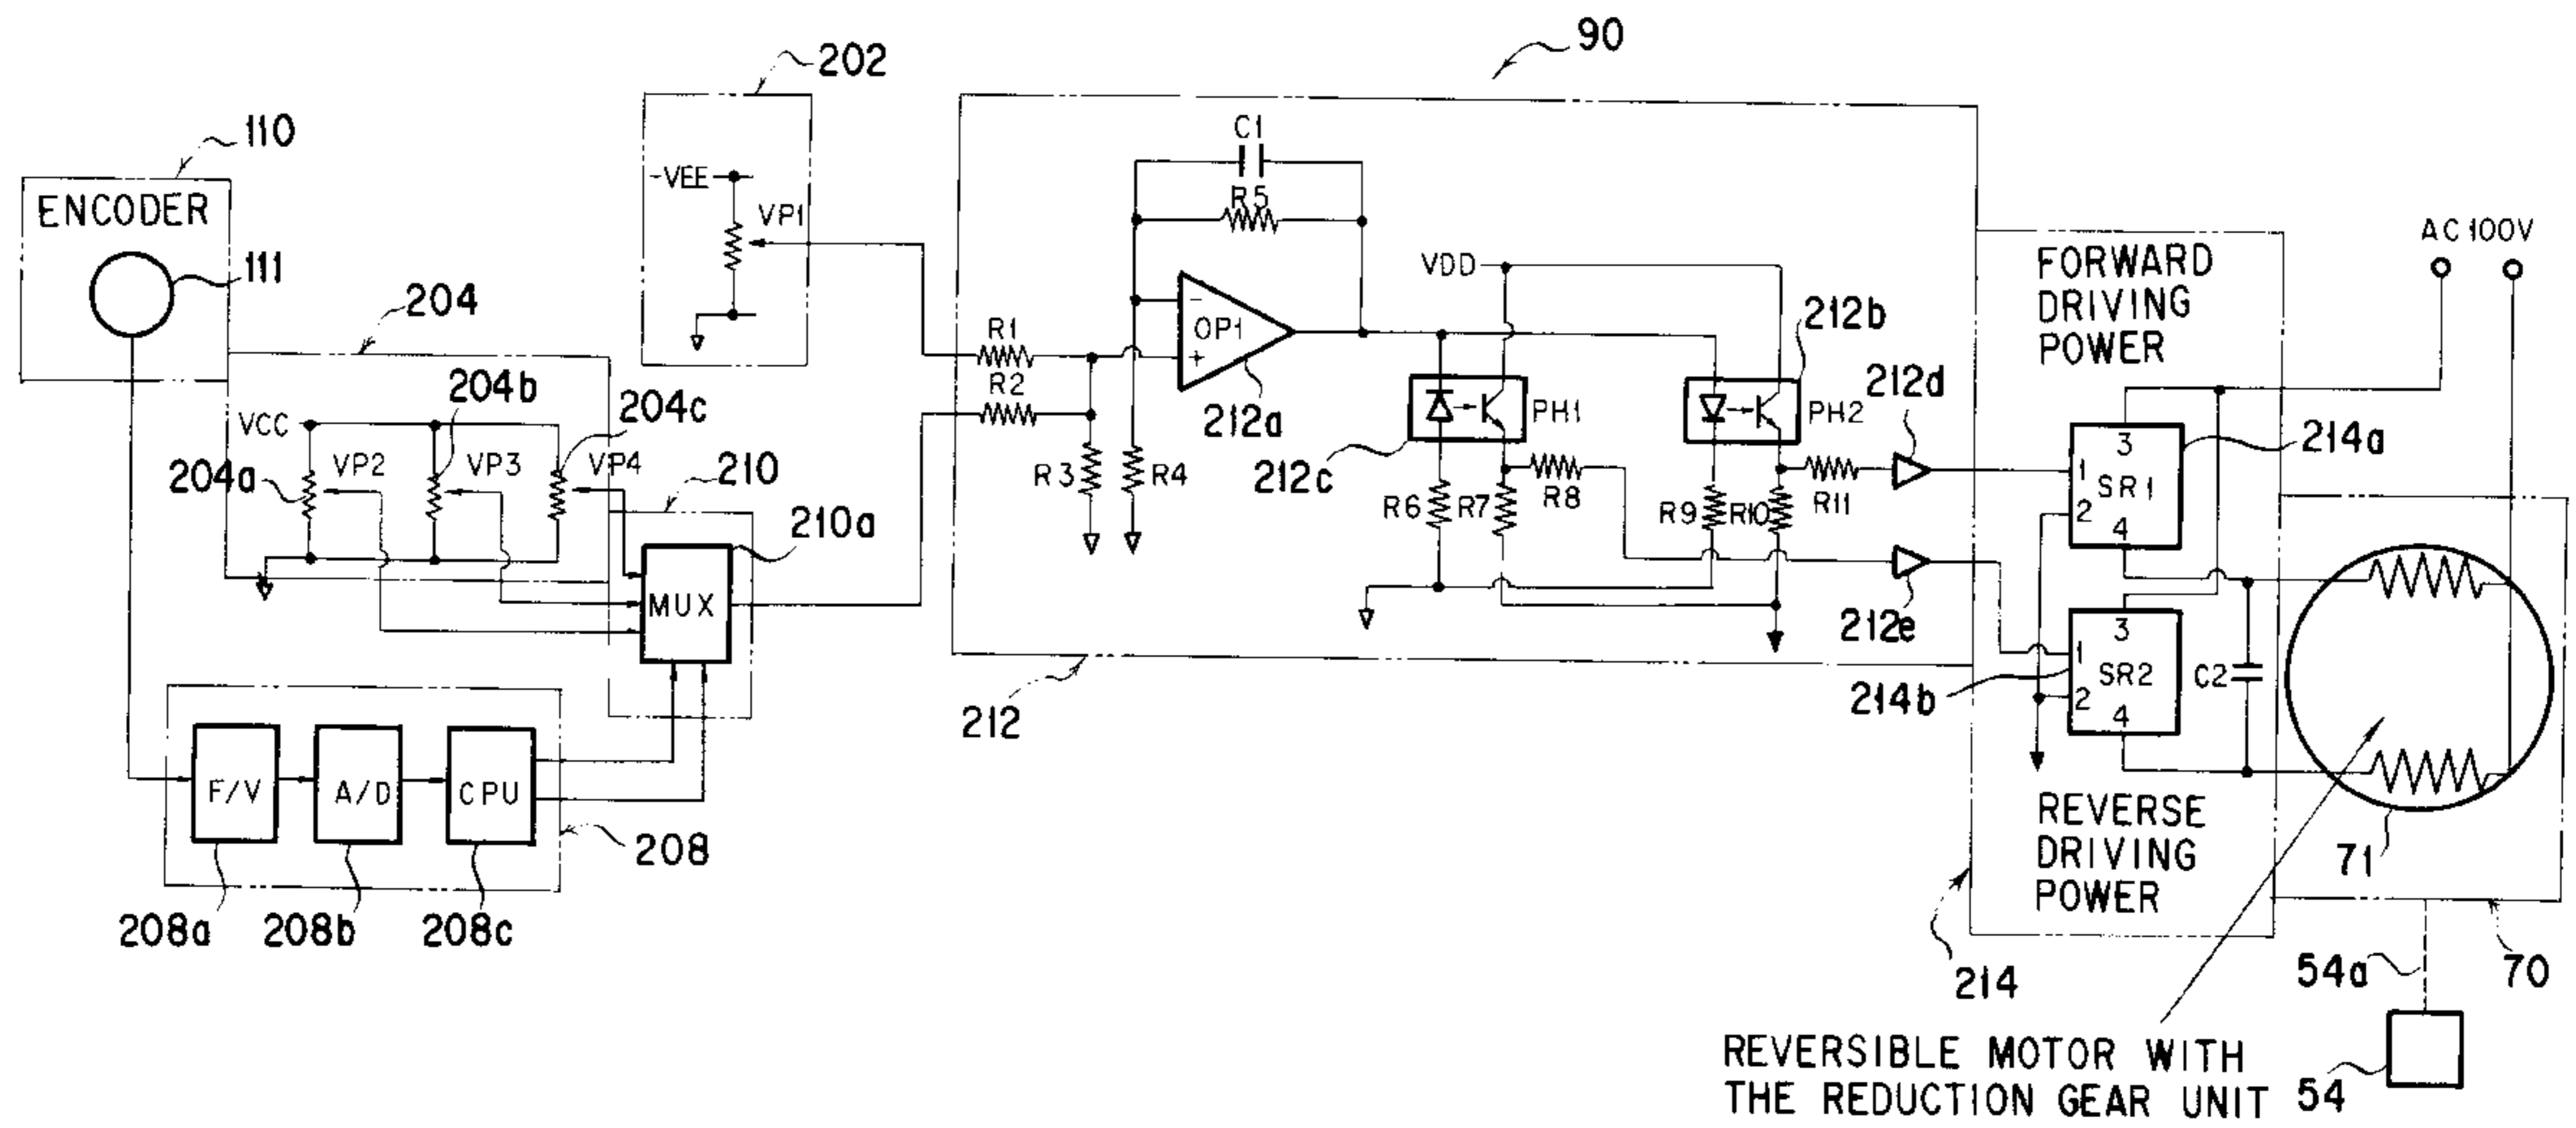 90
202
110
C1
-VEE
ENCODER
R5
VP1
AC100V
111
VDD
FORWARD
DRIVING
POWER
204
212b
R1
OP1
-
+
R2
204b
204c
212a
PH1
PH2
212d
VCC
3
214a
VP2
VP3
VP4
204a
210
R3
R4
212c
R8
1
SR1
R6
R7
R9
R10
R11
2
4
210a
MUX
212e
3
1
SR2
C2
214b
2
4
212
F/V
A/D
CPU
208
REVERSE
DRIVING
POWER
71
208a
208b
208c
214
54a
70
REVERSIBLE MOTOR WITH
THE REDUCTION GEAR UNIT
54